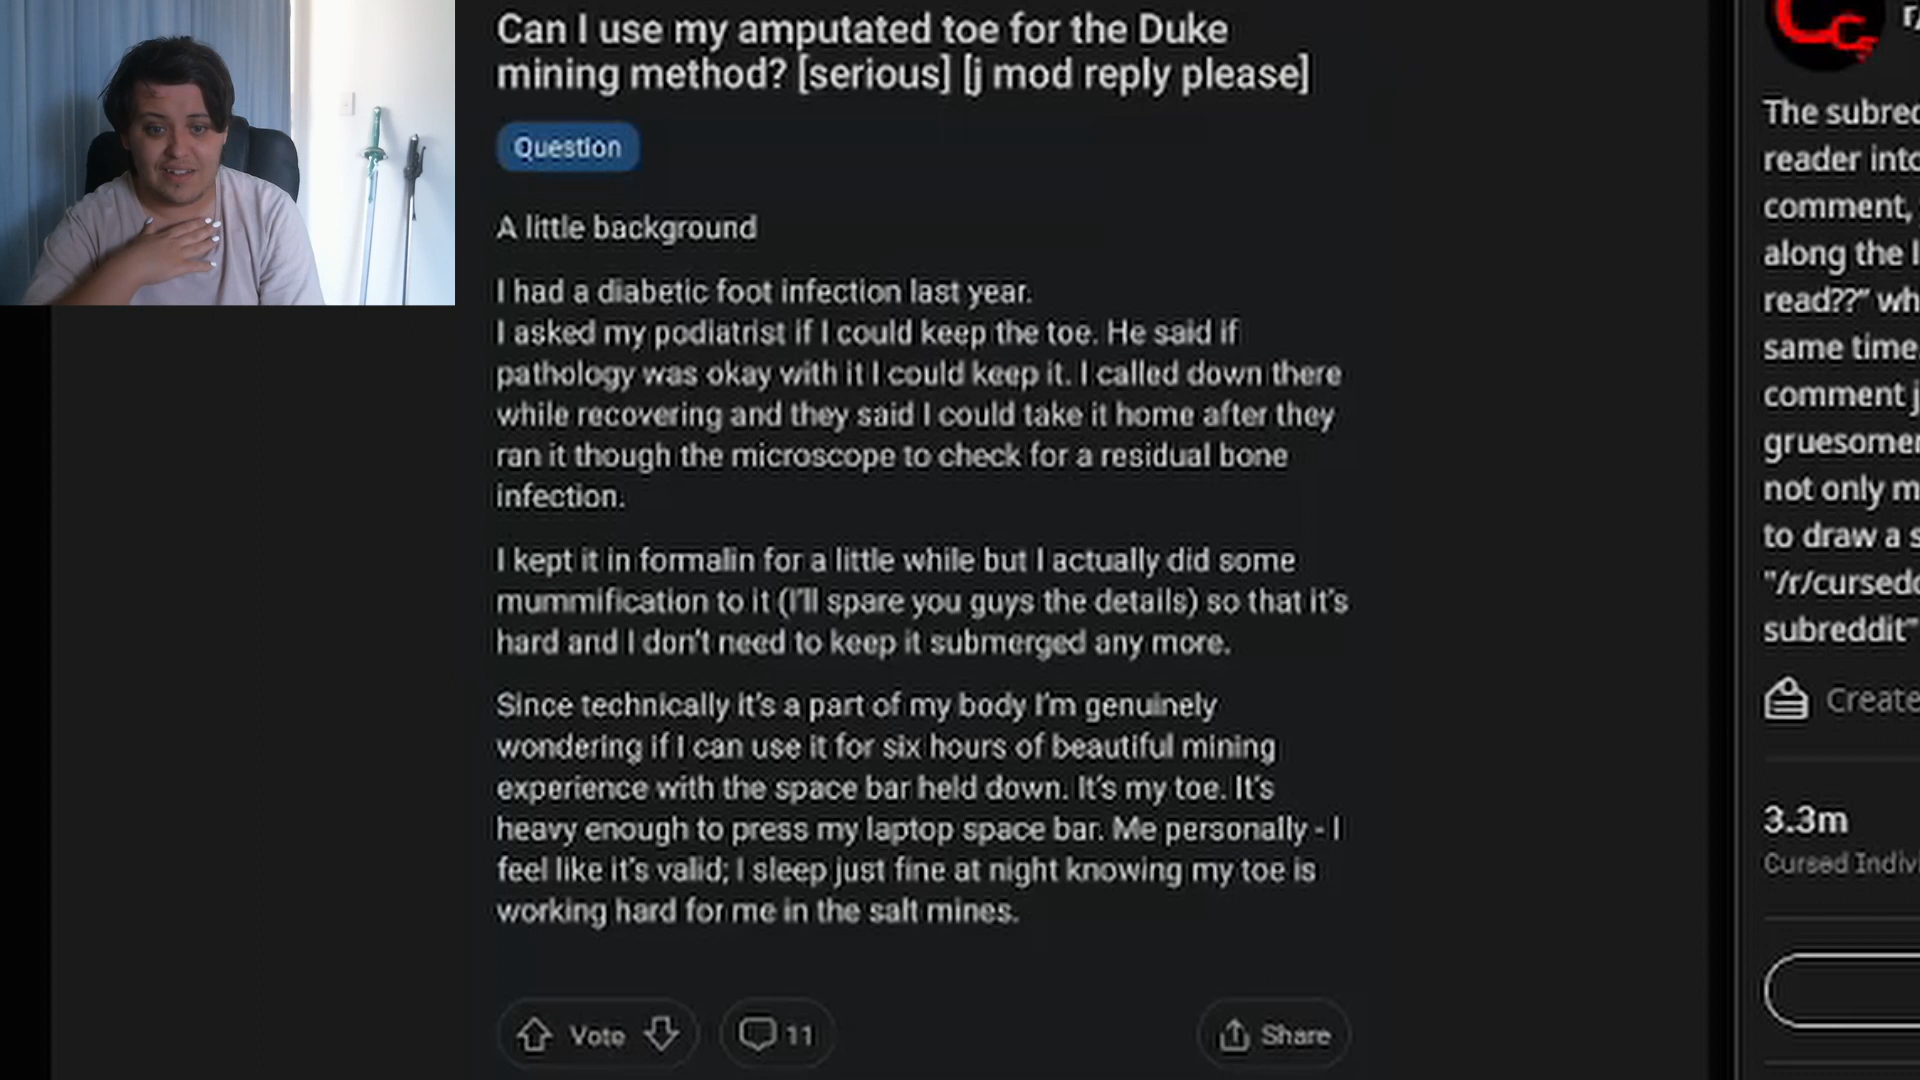 Can I use my amputated toe for the Duke
mining method? [serious] [j mod reply please]
Question
A little background
I had a diabetic foot infection last year.
I asked my podiatrist if I could keep the toe. He said if
pathology was okay with it I could keep it. I called down there
while recovering and they said I could take it home after they
ran it though the microscope to check for a residual bone
infection.
I kept it in formalin for a little while but I actually did some
mummification to it (I'll spare you guys the details) so that it's
hard and I don't need to keep it submerged any more.
Since technically it's a part of my body I'm genuinely
wondering if I can use it for six hours of beautiful mining
experience with the space bar held down. It's my toe. It's
heavy enough to press my laptop space bar. Me personally - I
feel like it's valid; I sleep just fine at night knowing my toe is
working hard for me in the salt mines.
Vote
11
Share
r/
The subred
reader into
comment,
along the l
read??" wh
same time
comment j
gruesomer
not only m
to draw a s
"/r/cursedc
subreddit"
Create
3.3m
Cursed Indivi